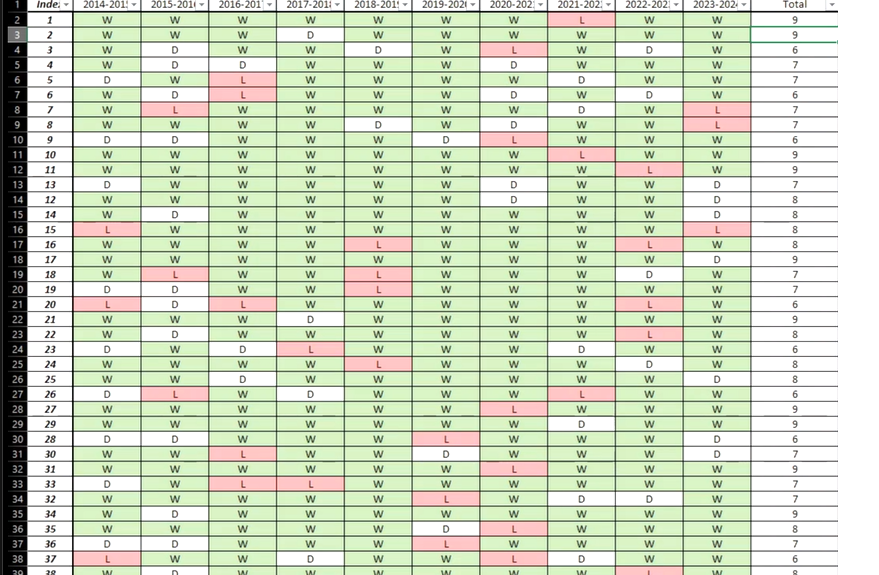 1 Inde: 2014-201 2015-201 2016-201 2017-201 2018-201 2019-202 2020-202 2021-202 2022-202 2023-202 Total
2 1 W W W W W W W L W W 9
3 2 W W W D W W W W W W 9
4 3 W D W W D W L W D W 6
5 4 W D D W W W D W W W 7
6 5 D W L W W W W D W W 7
7 6 W D L W W W D W D W 7
8 7 W L W W W W W D W L 7
9 8 W W W W D W D W W L 7
10 9 D D W W W D L W W W 6
11 10 W W W W W W W L W W 9
12 11 W W W W W W W W L W 9
13 13 D W W W W W D W W D 7
14 12 W W W W W W D W W D 8
15 14 W D W W W W W W W D 8
16 15 L W W W W W W W W L 8
17 16 W W W W L W W W L W 8
18 17 W W W W W W W W W D 9
19 18 W L W W L W W W D W 7
20 19 D D W W L W W W W W 7
21 20 L D L W W W W W L W 6
22 21 W W W D W W W W W W 9
23 22 W D W W W W W W L W 8
24 23 D W D L W W W D W W 6
25 24 W W W W L W W W D W 8
26 25 W W D W W W W W W D 8
27 26 D L W D W W W L W W 6
28 27 W W W W W W L W W W 9
29 29 W W W W W W W D W W 9
30 28 D D W W W L W W W D 6
31 30 W W L W W D W W W D 7
32 31 W W W W W W L W W W 9
33 33 D W L L W W W W W W 7
34 32 W W W W W L W D D W 7
35 34 W D W W W W W W W W 9
36 35 W W W W W D L W W W 8
37 36 D D W W W L W W W W 7
38 37 L W W D W W L D W W 6
39 38 W D W W W W W W L W 8